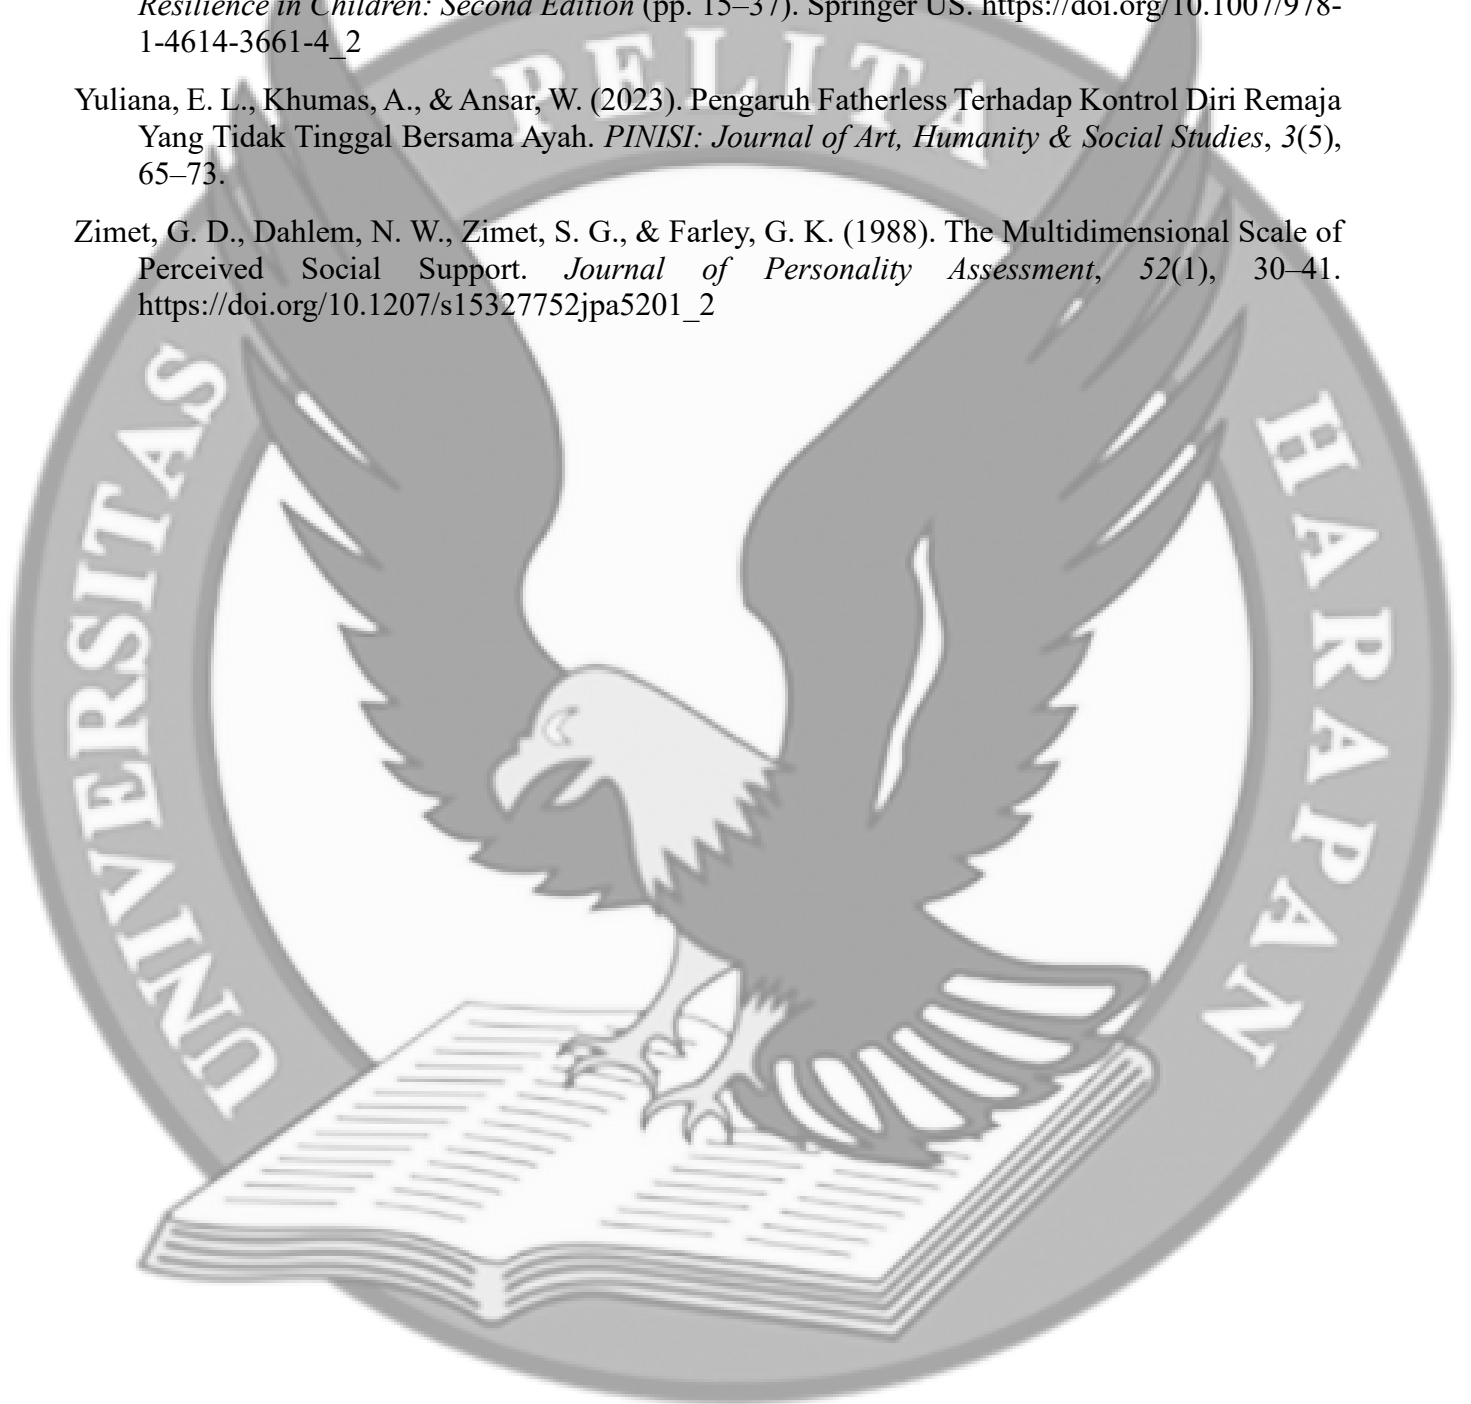 Resilience in Children: Second Edition (pp. 15–37). Springer US. https://doi.org/10.1007/978-
1-4614-3661-4_2
Yuliana, E. L., Khumas, A., & Ansar, W. (2023). Pengaruh Fatherless Terhadap Kontrol Diri Remaja
Yang Tidak Tinggal Bersama Ayah. PINISI: Journal of Art, Humanity & Social Studies, 3(5),
65–73.
Zimet, G. D., Dahlem, N. W., Zimet, S. G., & Farley, G. K. (1988). The Multidimensional Scale of
Perceived Social Support. Journal of Personality Assessment, 52(1), 30–41.
https://doi.org/10.1207/s15327752jpa5201_2
UNIVERSITAS
PELITA
HARAPAN